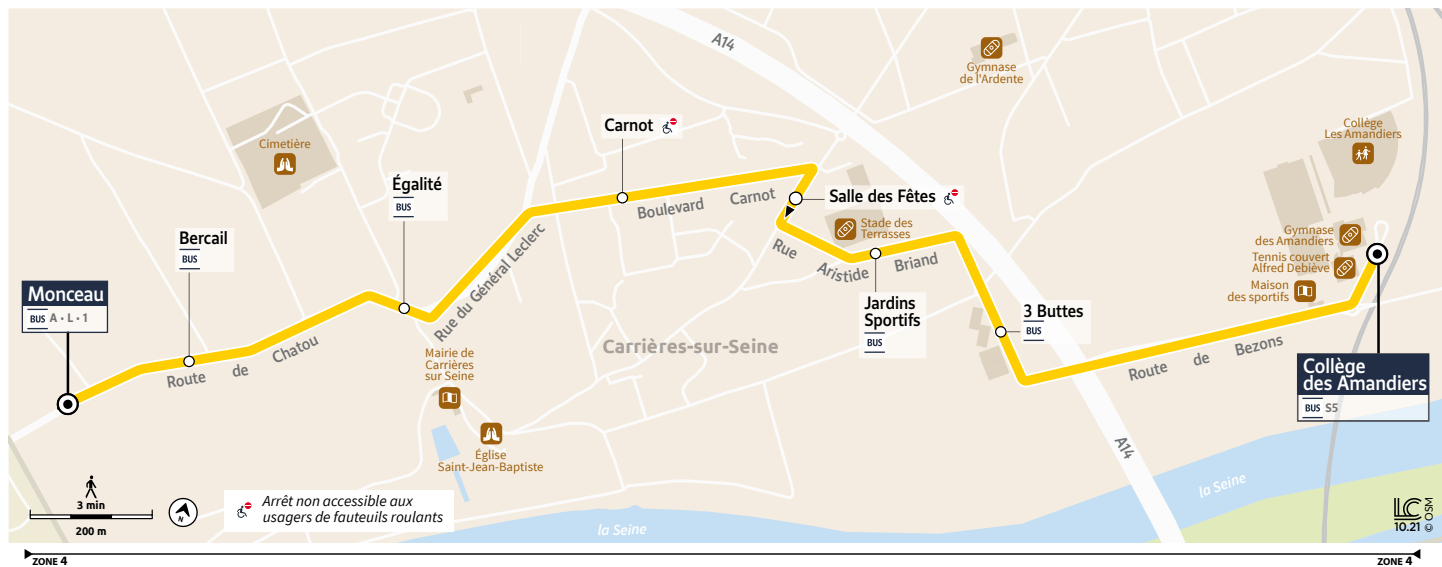 A14
Gymnase
de l'Ardente
Collège
Les Amandiers
Cimetière
Carnot
Égalité
BUS
Boulevard Carnot
Salle des Fêtes
Stade des
Terrasses
Gymnase
des Amandiers
Tennis couvert
Alfred Debiève
Maison
des sportifs
Bercail
BUS
Rue du Général Leclerc
Rue Aristide Briand
Monceau
BUS A • L • 1
Jardins
Sportifs
BUS
3 Buttes
BUS
Route de Chatou
Carrières-sur-Seine
Route de Bezons
Mairie de
Carrières
sur Seine
Collège
des Amandiers
BUS S5
Église
Saint-Jean-Baptiste
A14
la Seine
la Seine
3 min
200 m
N
Arrêt non accessible aux
usagers de fauteuils roulants
LC
10.21 © OSM
ZONE 4
ZONE 4